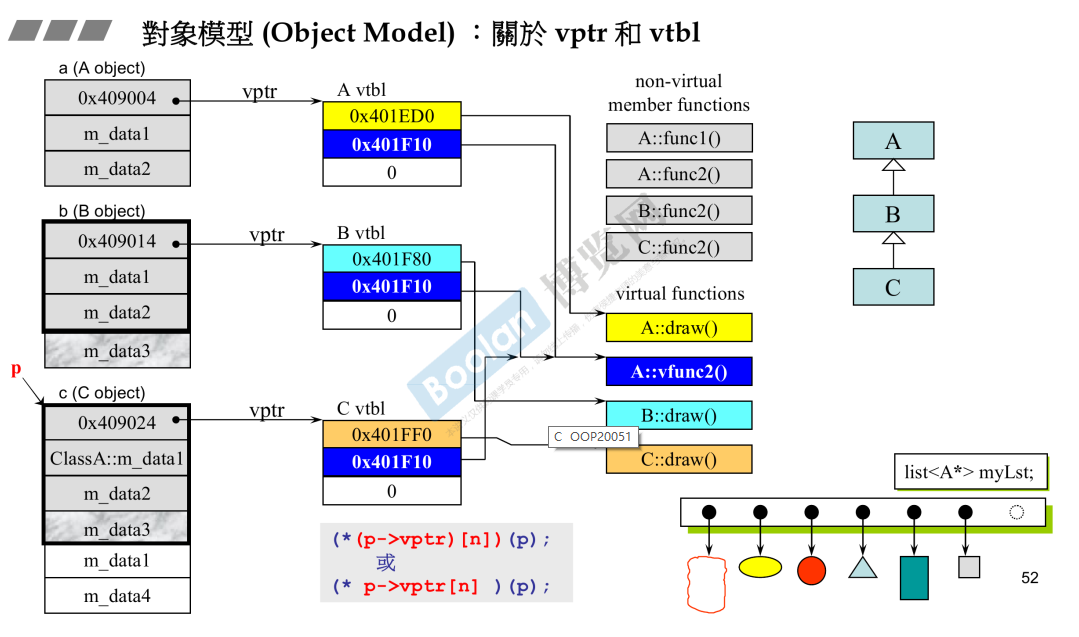 對象模型 (Object Model) ：關於 vptr 和 vtbl
a (A object)
0x409004
m_data1
m_data2
vptr
A vtbl
0x401ED0
0x401F10
0
b (B object)
0x409014
m_data1
m_data2
m_data3
vptr
B vtbl
0x401F80
0x401F10
0
p
c (C object)
0x409024
ClassA::m_data1
m_data2
m_data3
m_data1
m_data4
vptr
C vtbl
0x401FF0
0x401F10
0
(*(p->vptr)[n])(p);
或
(* p->vptr[n] )(p);
non-virtual
member functions
A::func1()
A::func2()
B::func2()
C::func2()
virtual functions
A::draw()
A::vfunc2()
B::draw()
C OOP20051
C::draw()
A
B
C
list<A*> myLst;
52
Boolan
博览网